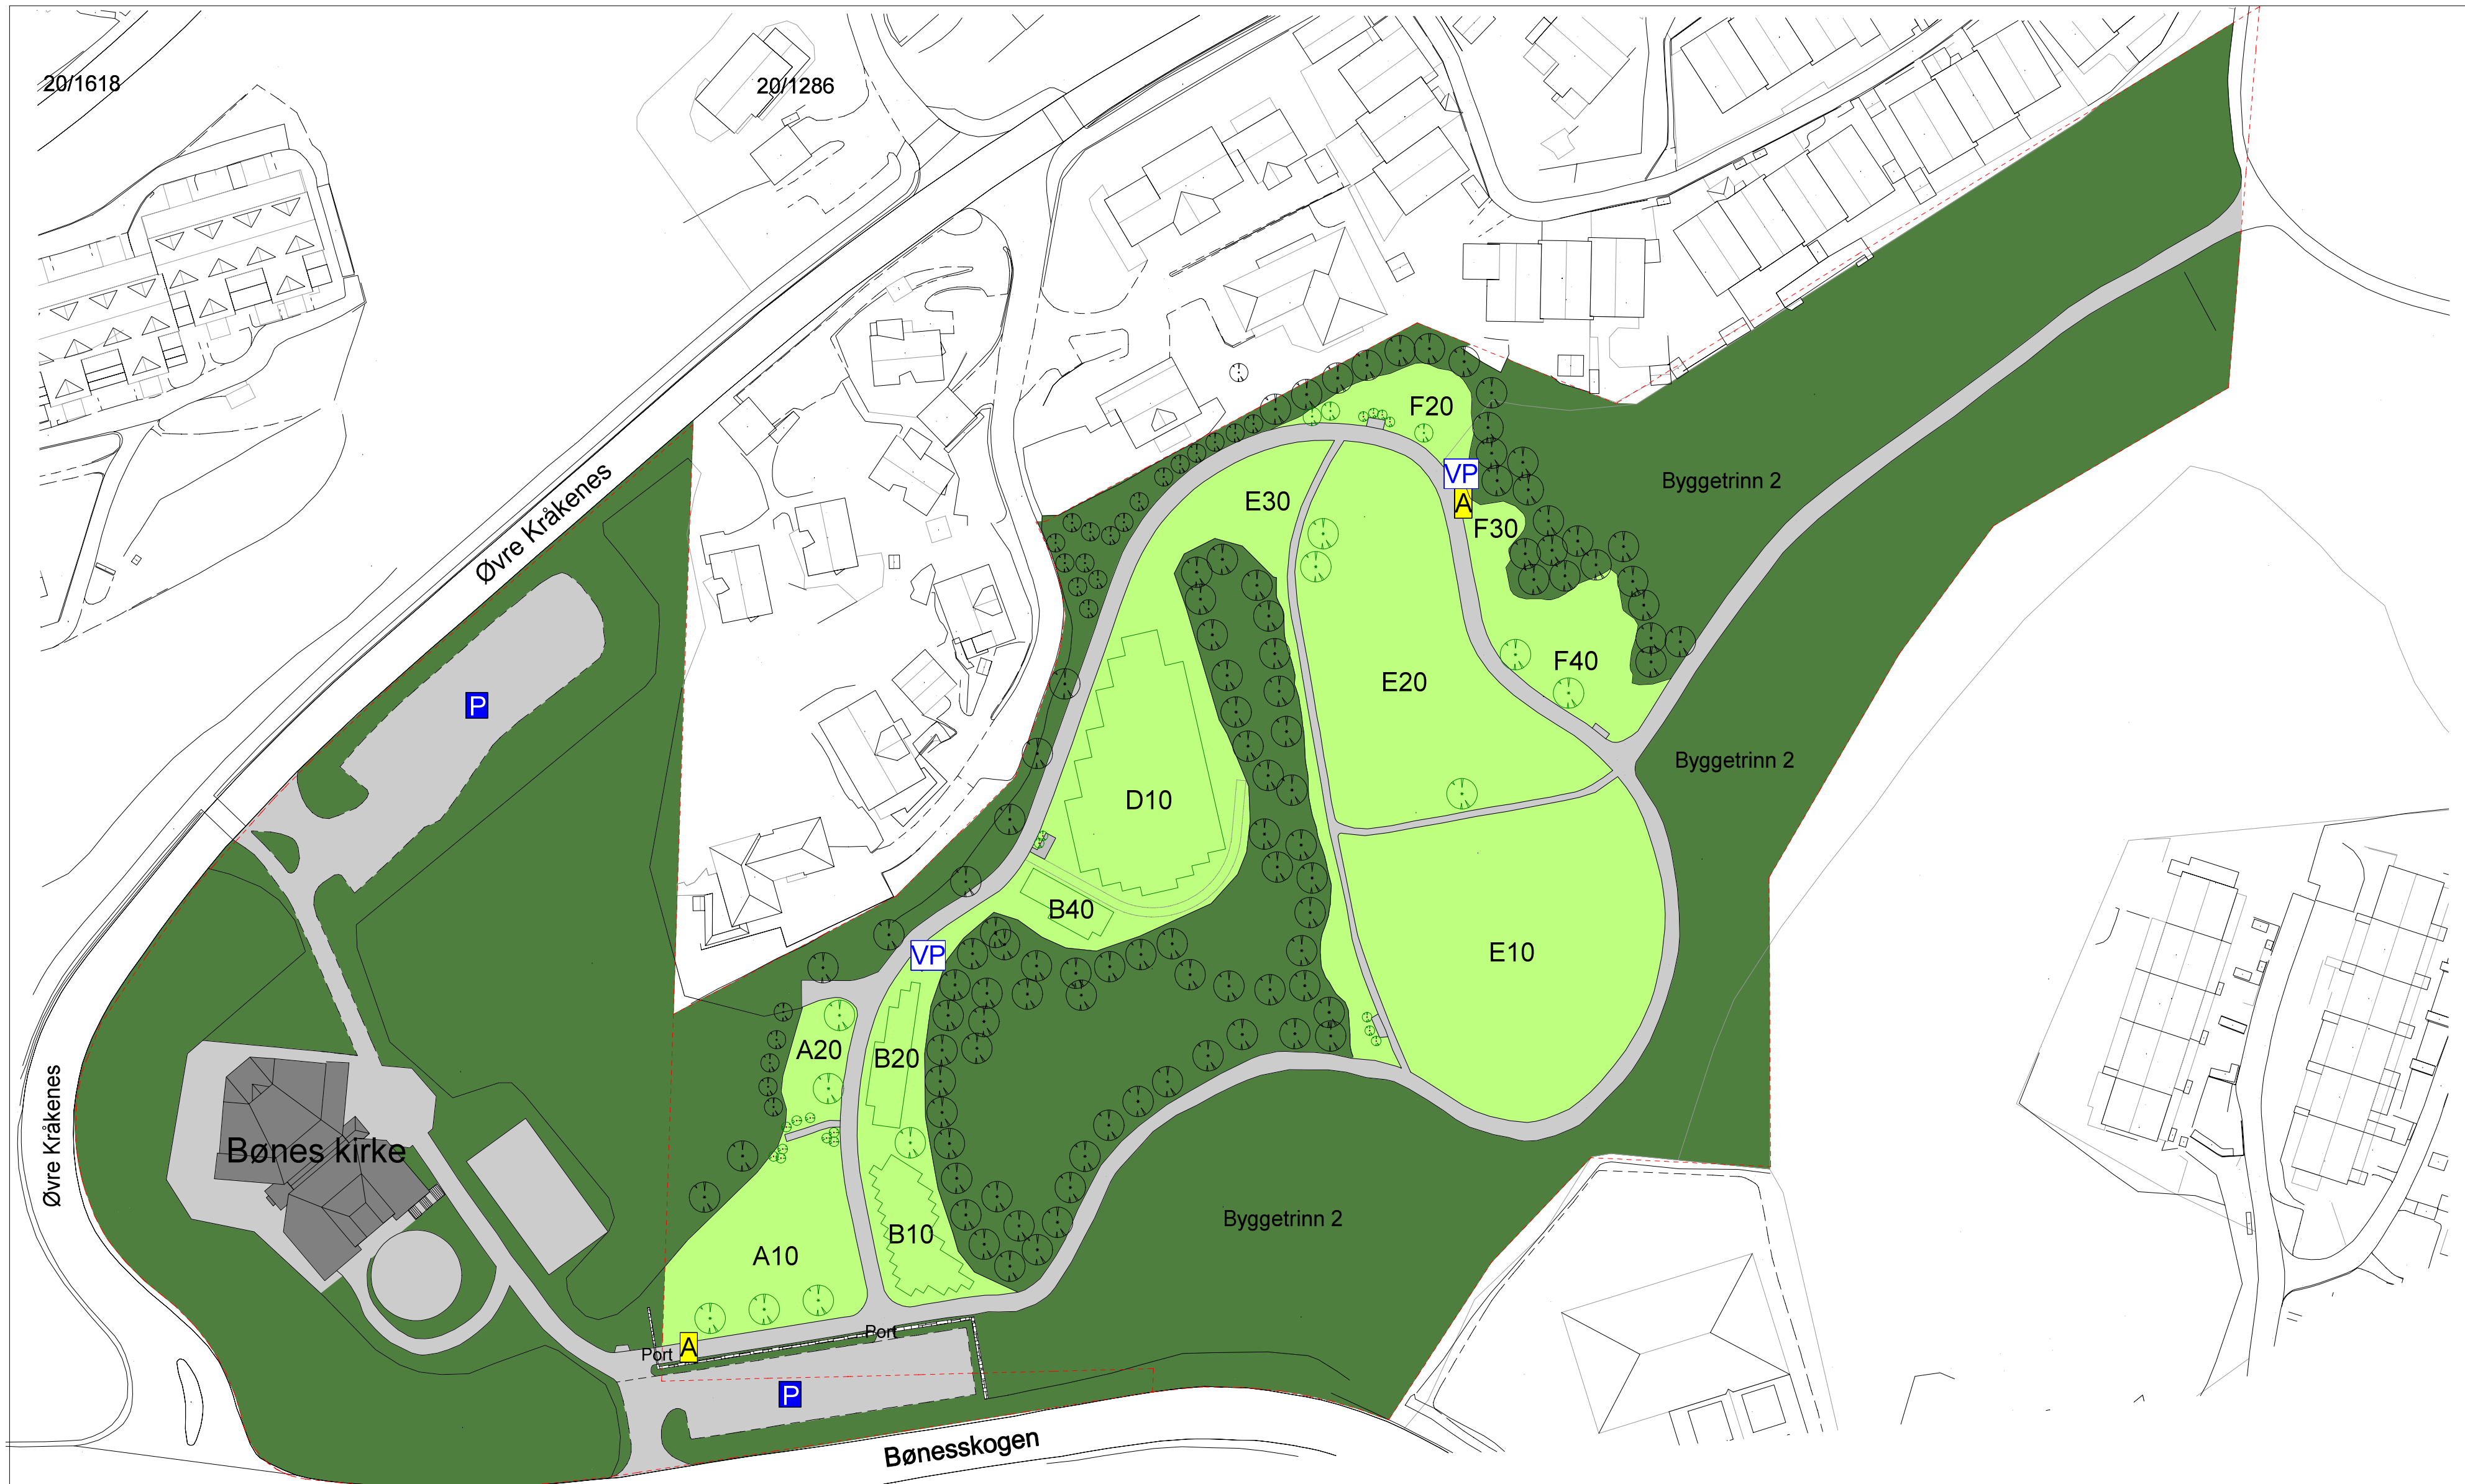 20/1618
20/1286
F20
Øvre Kråkenes
VP
Byggetrinn 2
E30
A
F30
F40
E20
P
Byggetrinn 2
D10
B40
VP
E10
A20
B20
Øvre Kråkenes
Bønes kirke
Byggetrinn 2
B10
A10
Port
Port
A
P
Bønesskogen